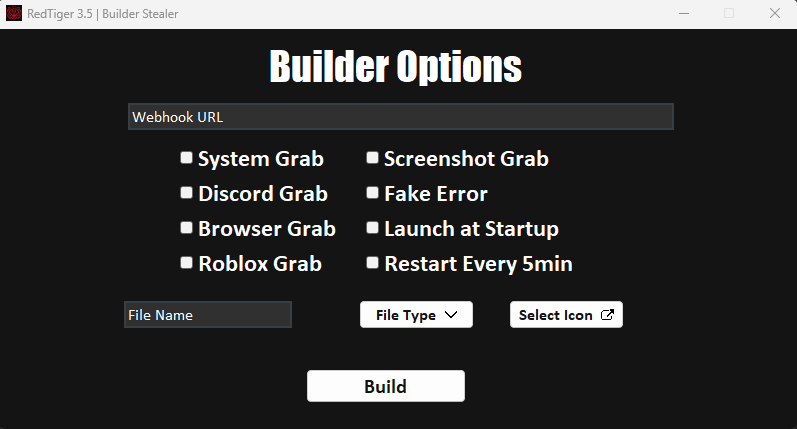 RedTiger 3.5 | Builder Stealer
Builder Options
Webhook URL
System Grab
Screenshot Grab
Discord Grab
Fake Error
Browser Grab
Launch at Startup
Roblox Grab
Restart Every 5min
File Name
File Type
Select Icon
Build